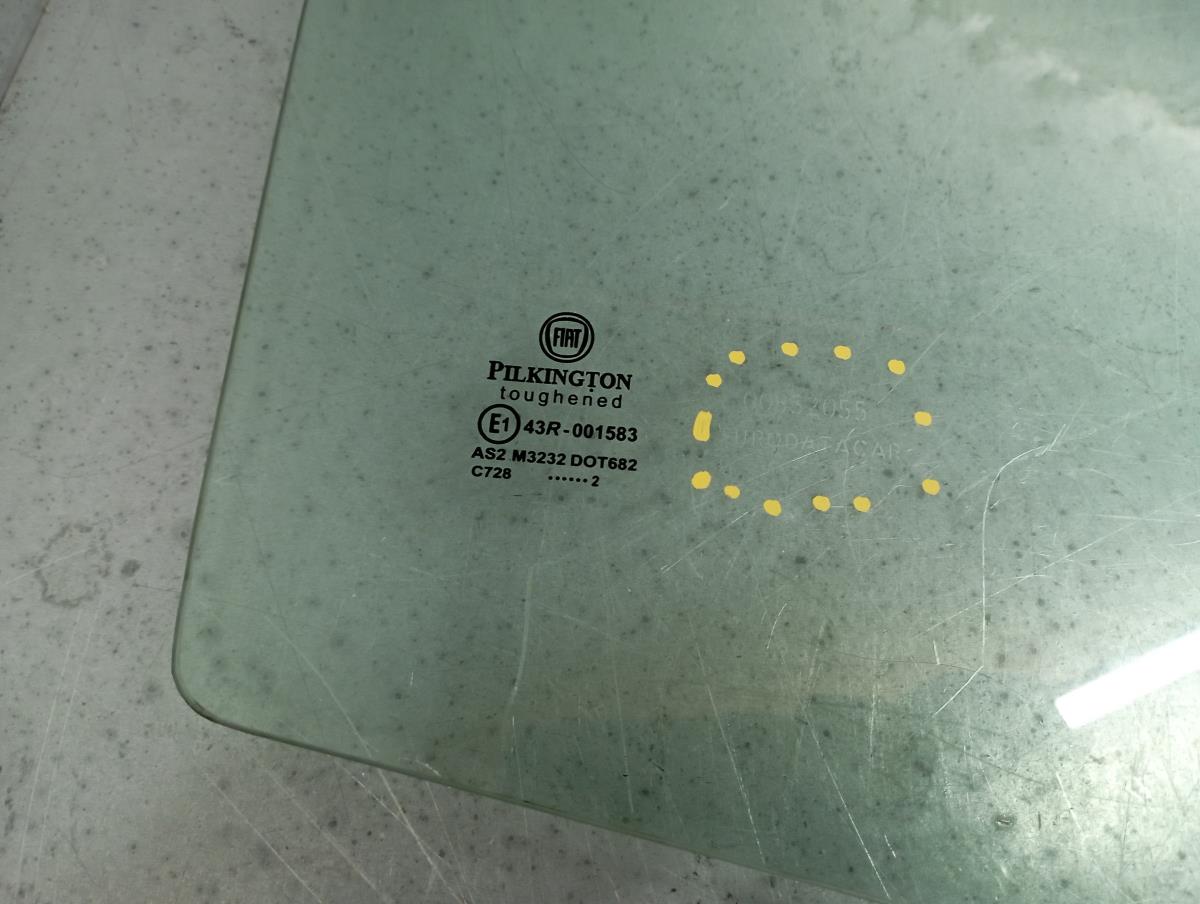 FIAT
PILKINGTON
toughened
E1 43R-001583
AS2 M3232 DOT682
C728 ...... 2